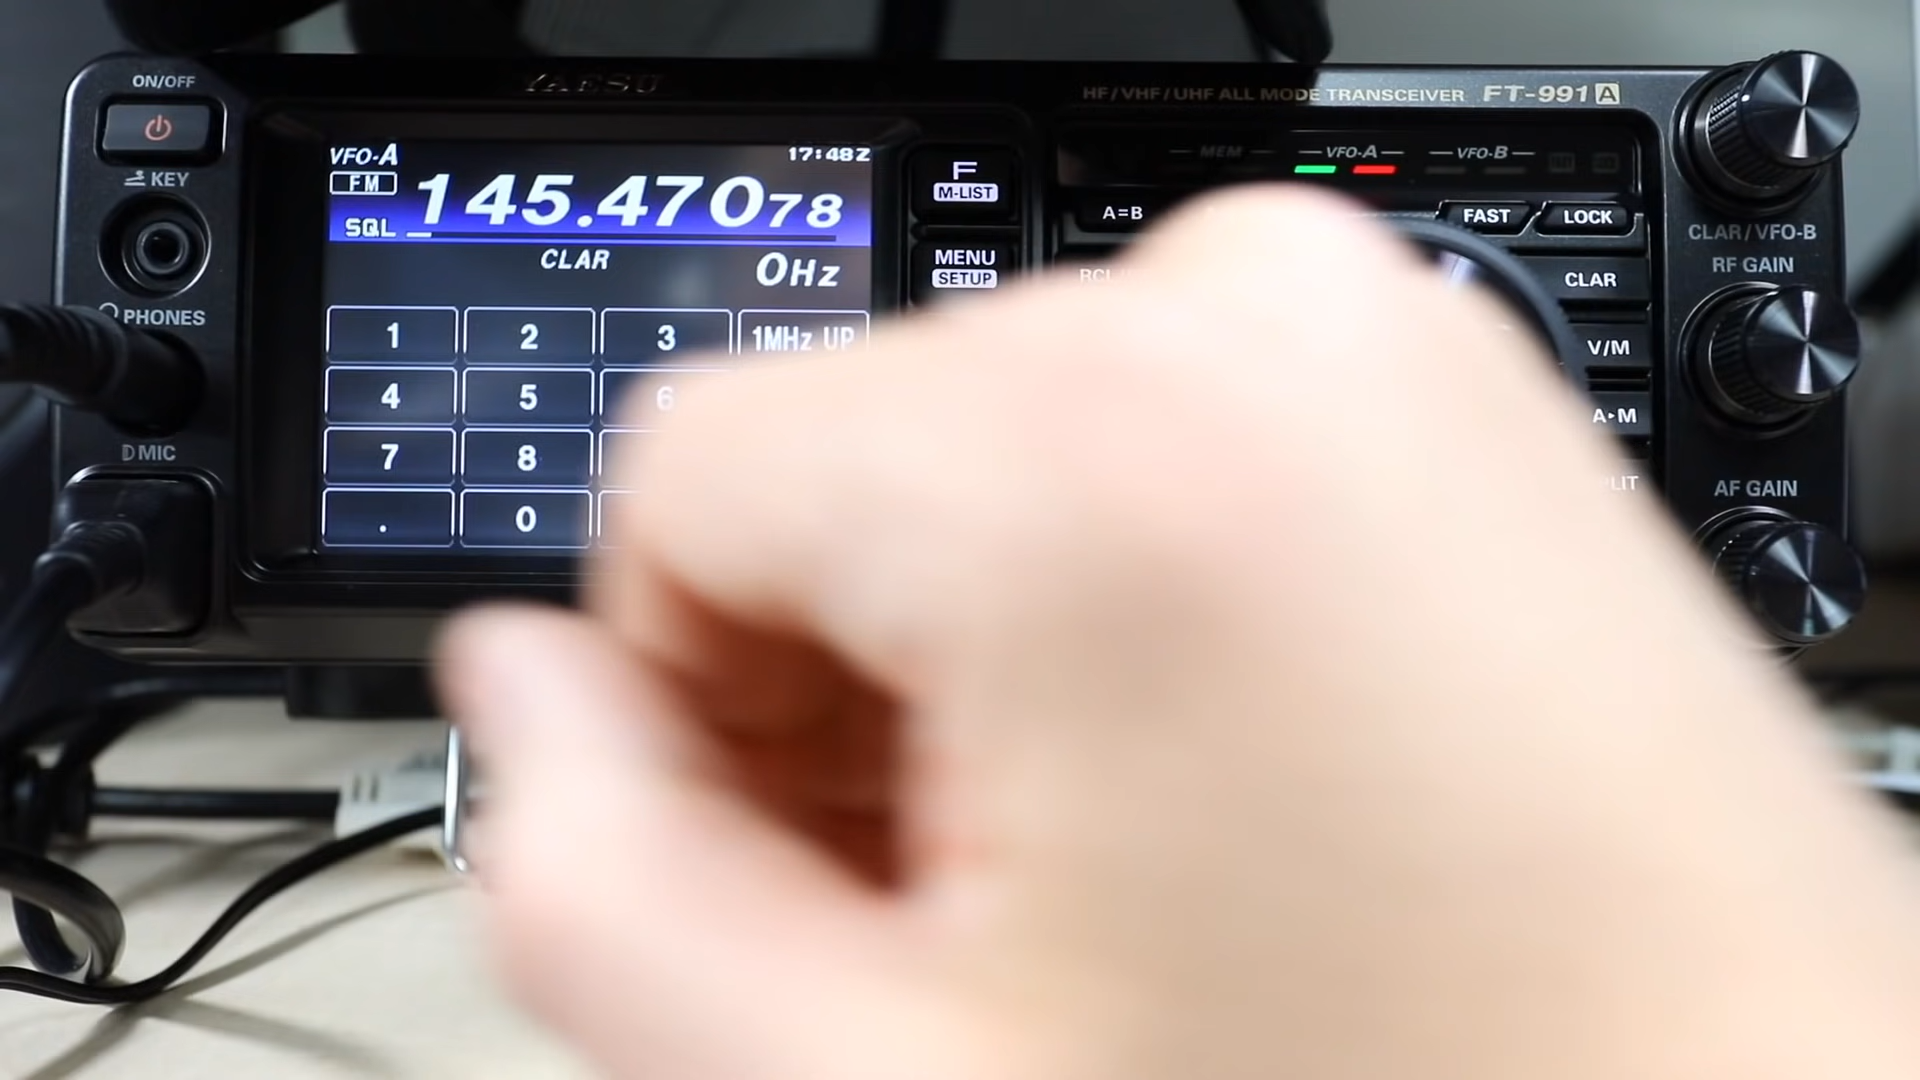 ON/OFF
YAESU
HF/VHF/UHF ALL MODE TRANSCEIVER FT-991A
VFO-A
17:48Z
FM
145.47078
SQL
CLAR
0Hz
1 2 3 1MHz UP
4 5 6
7 8
. 0
KEY
PHONES
MIC
F
M-LIST
MENU
SETUP
MEM VFO-A VFO-B
A=B
FAST
LOCK
CLAR
V/M
A▸M
CLAR/VFO-B
RF GAIN
AF GAIN